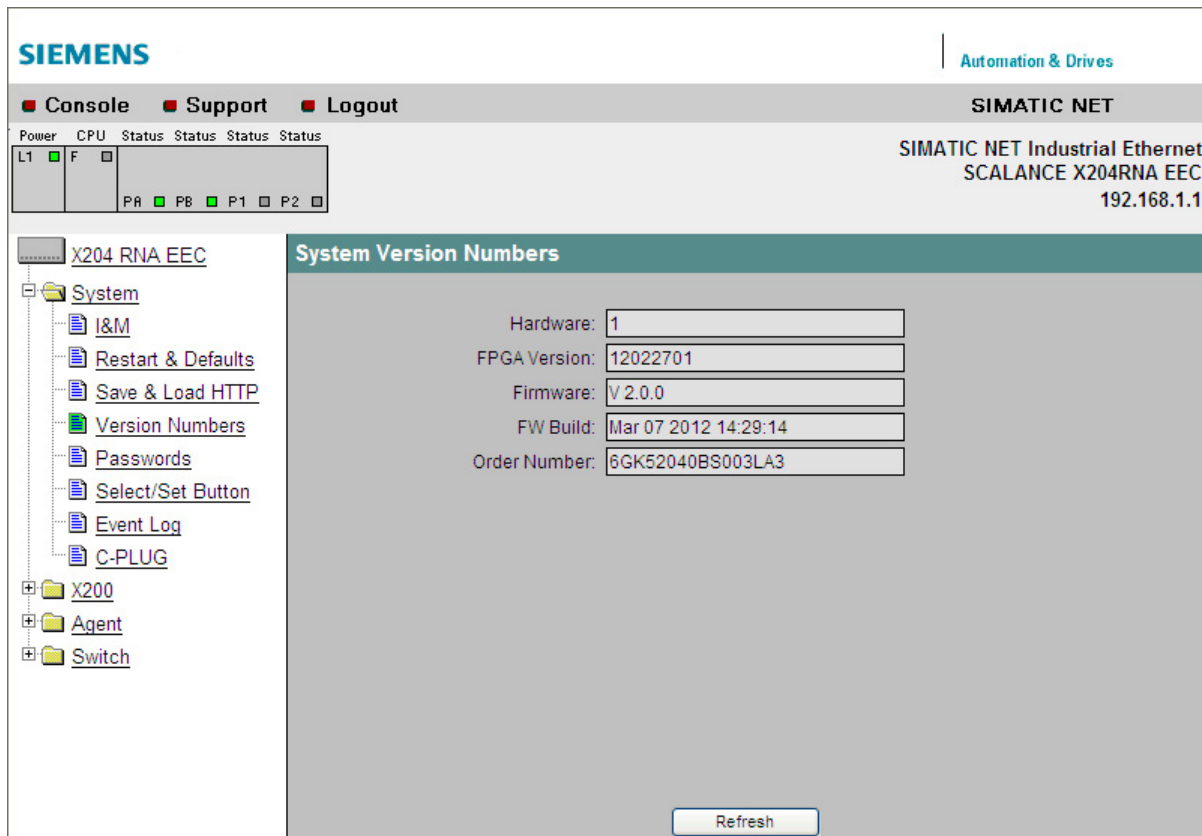 SIEMENS
Automation & Drives
Console Support Logout SIMATIC NET
Power CPU Status Status Status Status
L1 F
PA PB P1 P2
SIMATIC NET Industrial Ethernet
SCALANCE X204RNA EEC
192.168.1.1
X204 RNA EEC
System
I&M
Restart & Defaults
Save & Load HTTP
Version Numbers
Passwords
Select/Set Button
Event Log
C-PLUG
X200
Agent
Switch
System Version Numbers
Hardware: 1
FPGA Version: 12022701
Firmware: V 2.0.0
FW Build: Mar 07 2012 14:29:14
Order Number: 6GK52040BS003LA3
Refresh